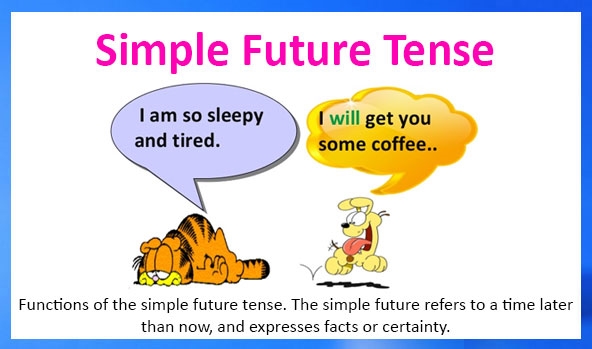 Simple Future Tense
I am so sleepy
and tired.
I will get you
some coffee..
Functions of the simple future tense. The simple future refers to a time later
than now, and expresses facts or certainty.